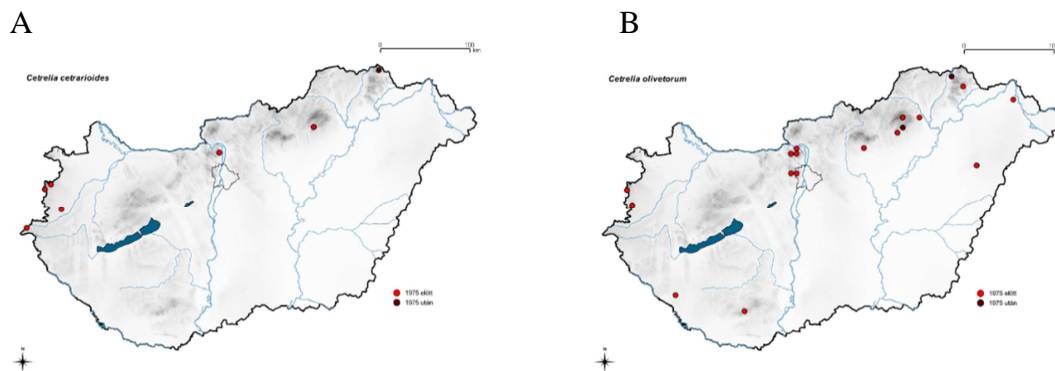 A
B
0 100
km
0 10
Cetrelia cetrarioides
Cetrelia olivetorum
1975 előtt
1975 után
1975 előtt
1975 után
N
N